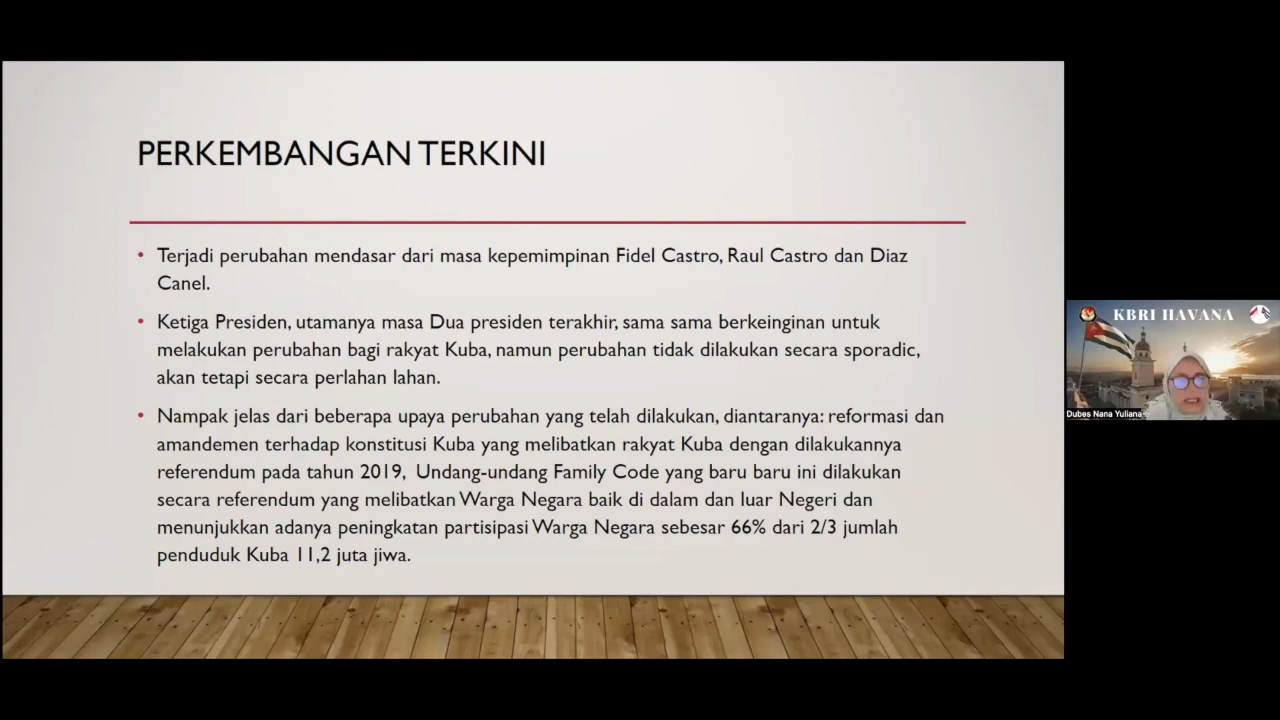 PERKEMBANGAN TERKINI
• Terjadi perubahan mendasar dari masa kepemimpinan Fidel Castro, Raul Castro dan Diaz
Canel.
• Ketiga Presiden, utamanya masa Dua presiden terakhir, sama sama berkeinginan untuk
melakukan perubahan bagi rakyat Kuba, namun perubahan tidak dilakukan secara sporadic,
akan tetapi secara perlahan lahan.
• Nampak jelas dari beberapa upaya perubahan yang telah dilakukan, diantaranya: reformasi dan
amandemen terhadap konstitusi Kuba yang melibatkan rakyat Kuba dengan dilakukannya
referendum pada tahun 2019, Undang-undang Family Code yang baru baru ini dilakukan
secara referendum yang melibatkan Warga Negara baik di dalam dan luar Negeri dan
menunjukkan adanya peningkatan partisipasi Warga Negara sebesar 66% dari 2/3 jumlah
penduduk Kuba 11,2 juta jiwa.
KBRI HAVANA
Dubes Nana Yuliana